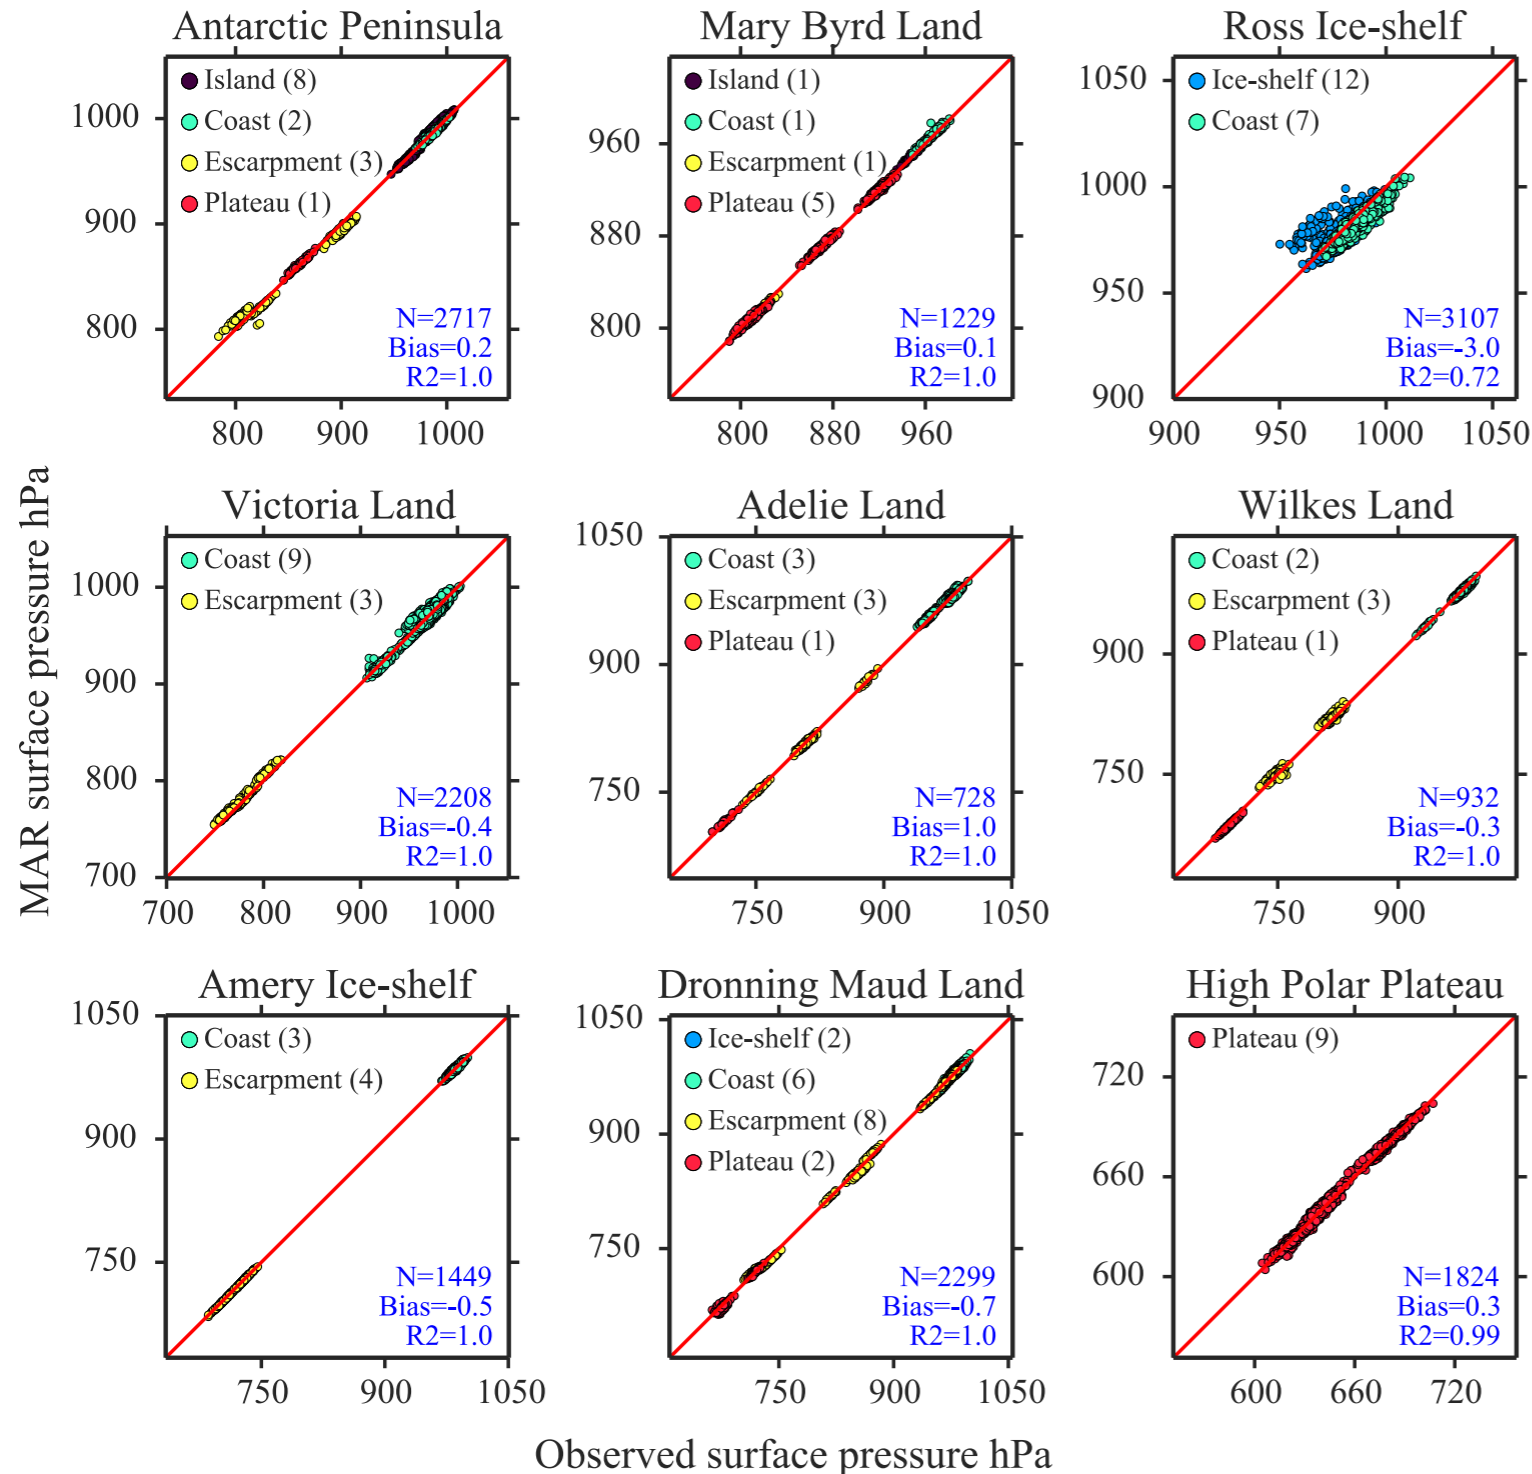 Antarctic Peninsula
Island (8)
Coast (2)
Escarpment (3)
Plateau (1)
1000
900
800
N=2717
Bias=0.2
R2=1.0
800 900 1000
Mary Byrd Land
Island (1)
Coast (1)
Escarpment (1)
Plateau (5)
960
880
800
N=1229
Bias=0.1
R2=1.0
800 880 960
Ross Ice-shelf
Ice-shelf (12)
Coast (7)
1050
1000
950
900
N=3107
Bias=-3.0
R2=0.72
900 950 1000 1050
MAR surface pressure hPa
Victoria Land
Coast (9)
Escarpment (3)
1000
900
800
700
N=2208
Bias=-0.4
R2=1.0
700 800 900 1000
Adelie Land
Coast (3)
Escarpment (3)
Plateau (1)
1050
900
750
N=728
Bias=1.0
R2=1.0
750 900 1050
Wilkes Land
Coast (2)
Escarpment (3)
Plateau (1)
900
750
N=932
Bias=-0.3
R2=1.0
750 900
Amery Ice-shelf
Coast (3)
Escarpment (4)
1050
900
750
N=1449
Bias=-0.5
R2=1.0
750 900 1050
Dronning Maud Land
Ice-shelf (2)
Coast (6)
Escarpment (8)
Plateau (2)
1050
900
750
N=2299
Bias=-0.7
R2=1.0
750 900 1050
High Polar Plateau
Plateau (9)
720
660
600
N=1824
Bias=0.3
R2=0.99
600 660 720
Observed surface pressure hPa